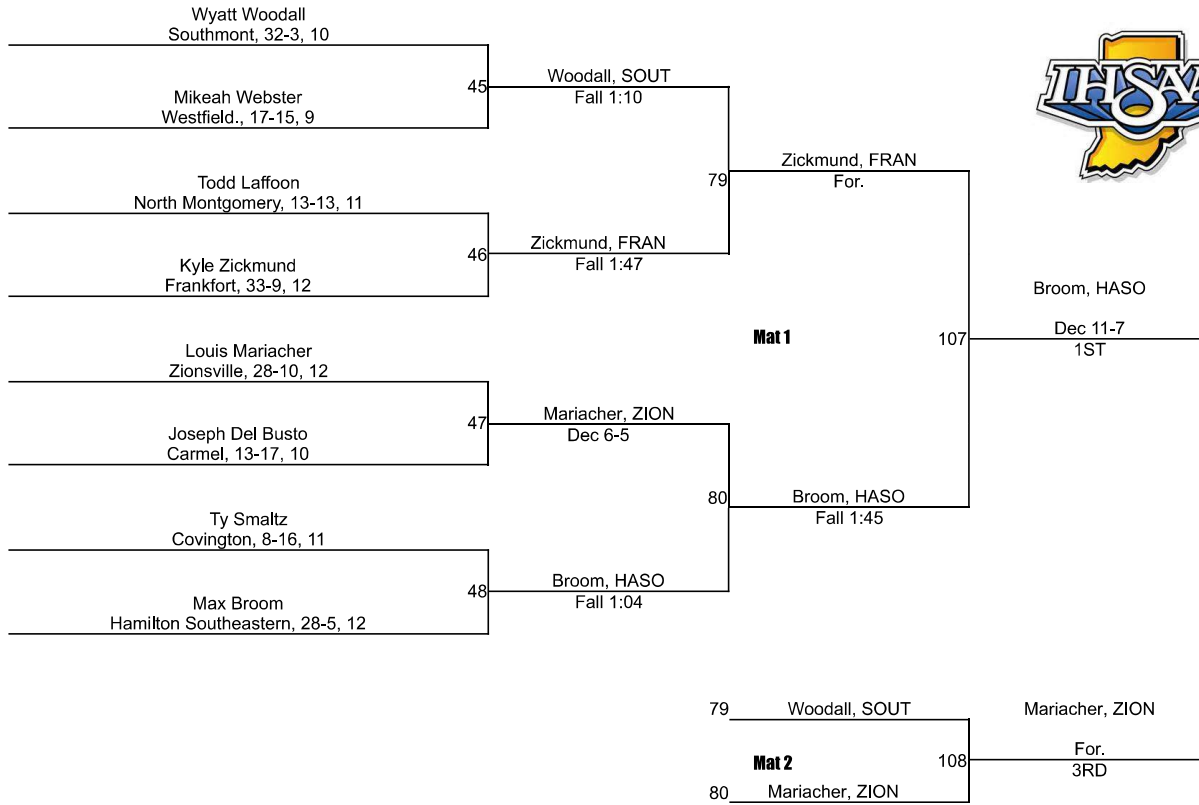 Wyatt Woodall
Southmont, 32-3, 10
45
Mikeah Webster
Westfield., 17-15, 9
Woodall, SOUT
Fall 1:10
IHSAA
79
Zickmund, FRAN
For.
Todd Laffoon
North Montgomery, 13-13, 11
46
Kyle Zickmund
Frankfort, 33-9, 12
Zickmund, FRAN
Fall 1:47
Mat 1
107
Broom, HASO
Dec 11-7
1ST
Louis Mariacher
Zionsville, 28-10, 12
47
Joseph Del Busto
Carmel, 13-17, 10
Mariacher, ZION
Dec 6-5
80
Broom, HASO
Fall 1:45
Ty Smaltz
Covington, 8-16, 11
48
Max Broom
Hamilton Southeastern, 28-5, 12
Broom, HASO
Fall 1:04
79
Woodall, SOUT
Mat 2
108
80
Mariacher, ZION
Mariacher, ZION
For.
3RD